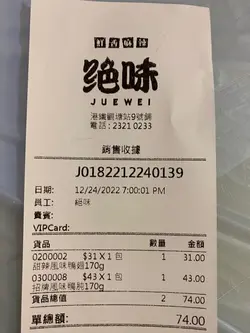 鮮香麻辣
绝味
JUEWEI
港鐵觀塘站9號舖
電話 : 2321 0233
銷售收據
J0182212240139
日期: 12/24/2022 7:00:01 PM
員工: 絕味
貴賓:
VIPCard:
貨品 數量 金額
0200002 $31 X 1 包 1 31.00
甜辣風味鴨翅170g
0300008 $43 X 1 包 1 43.00
招牌風味鴨肫170g
貨品總值 2 74.00
單總額: 74.00